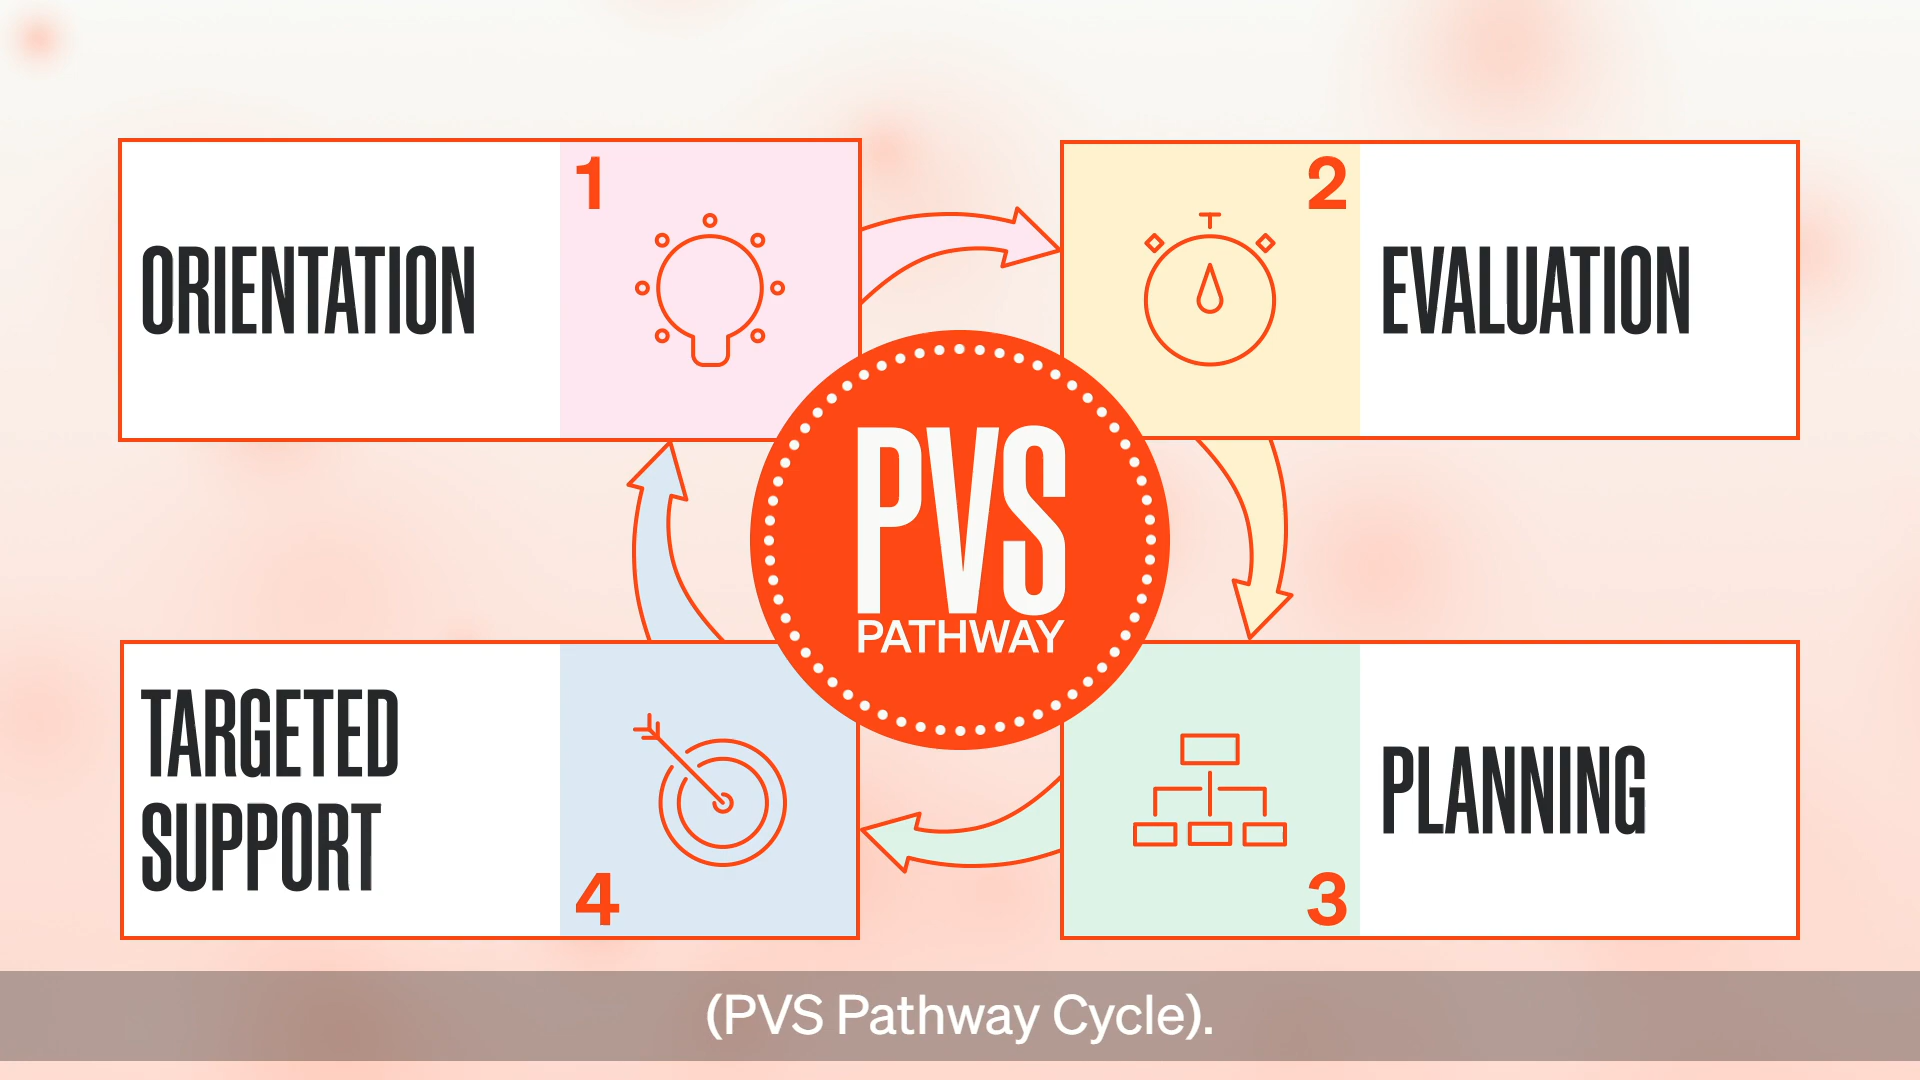 ORIENTATION
1
2
EVALUATION
PVS
PATHWAY
TARGETED
SUPPORT
4
3
PLANNING
(PVS Pathway Cycle).